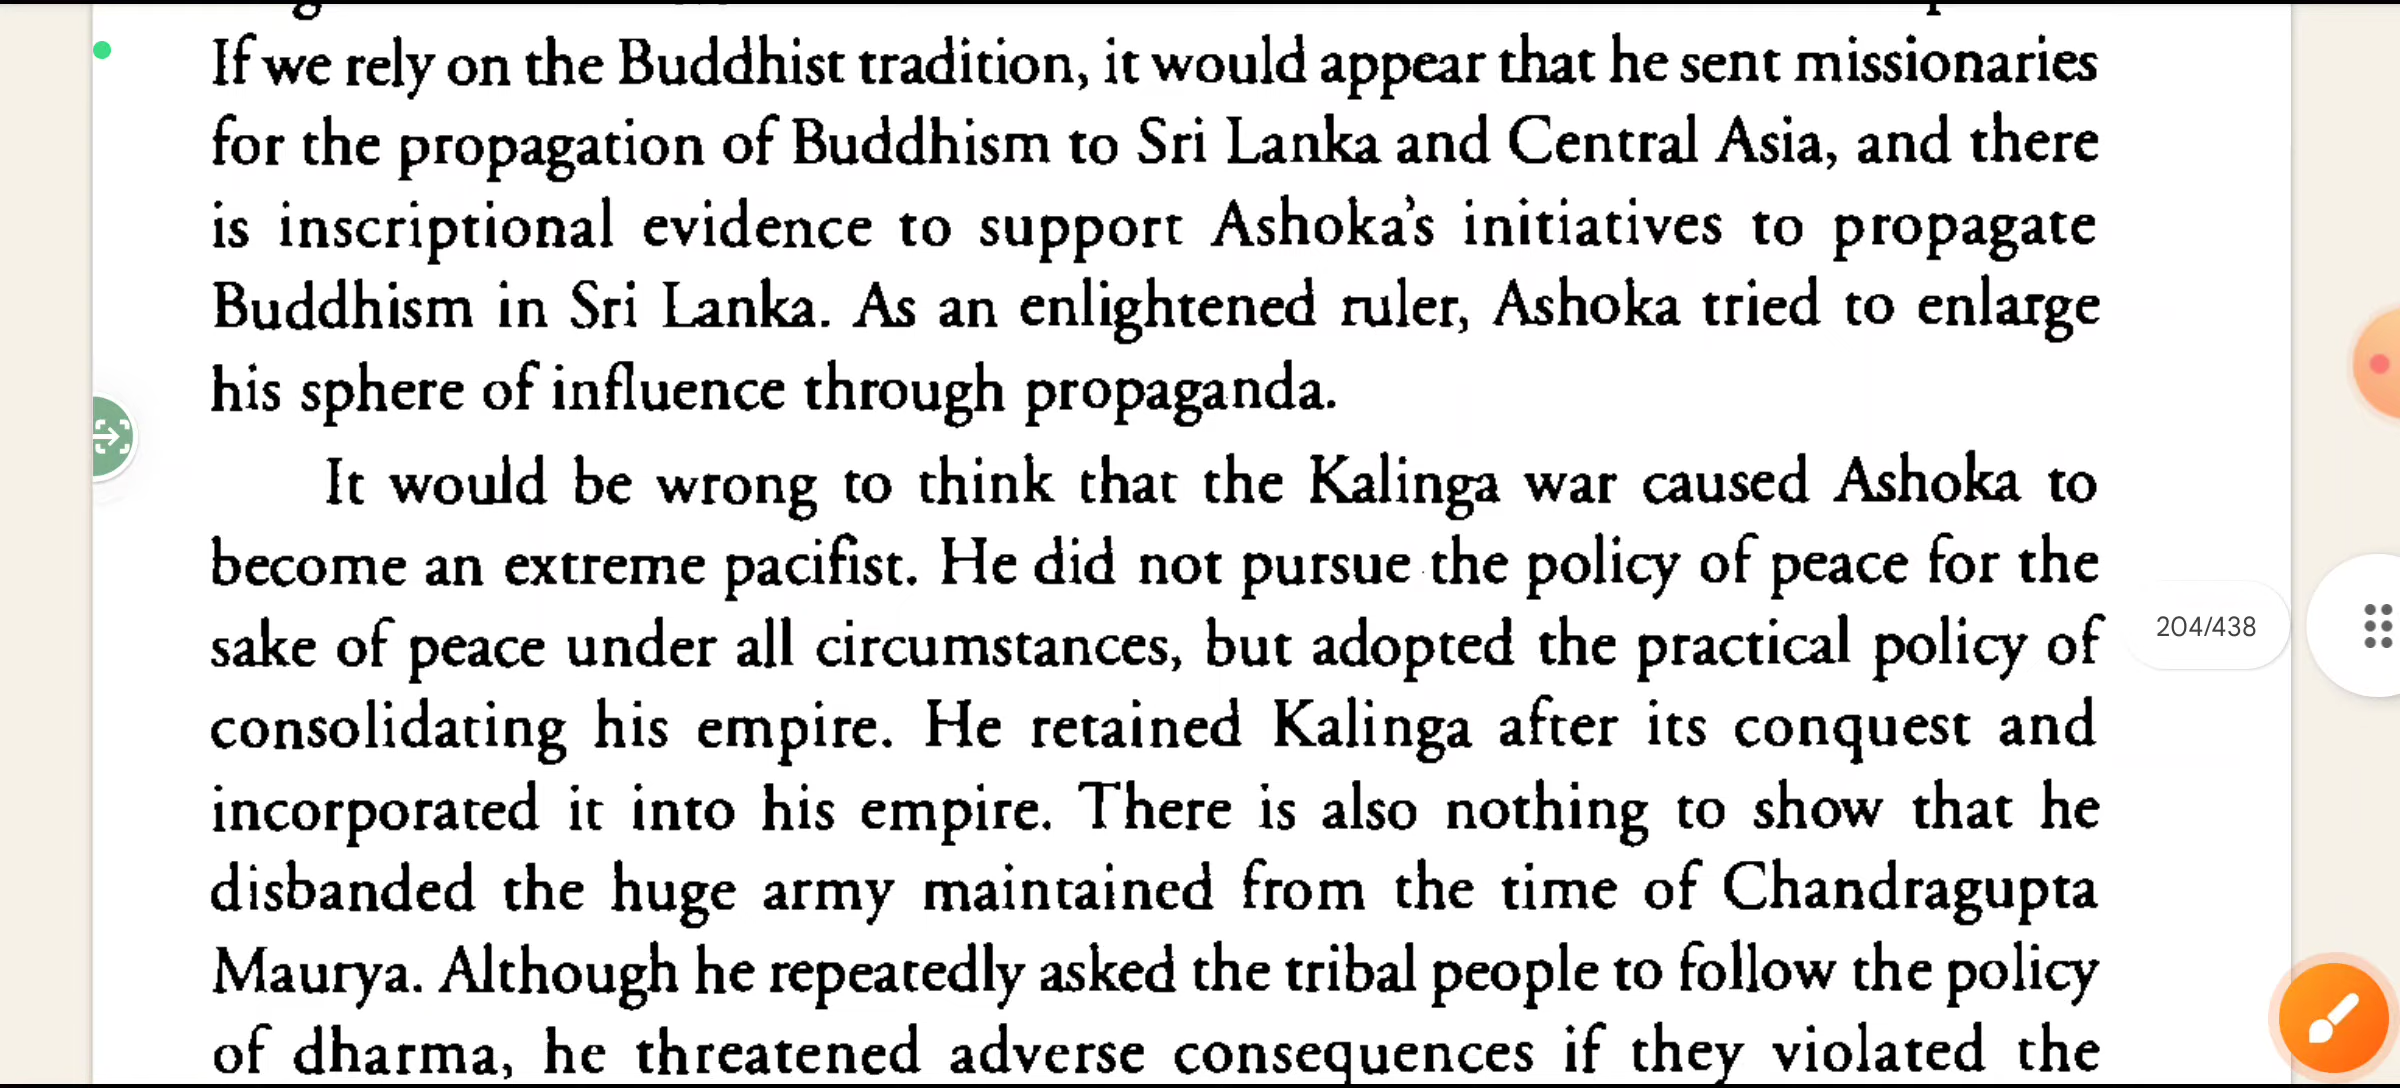 If we rely on the Buddhist tradition, it would appear that he sent missionaries
for the propagation of Buddhism to Sri Lanka and Central Asia, and there
is inscriptional evidence to support Ashoka's initiatives to propagate
Buddhism in Sri Lanka. As an enlightened ruler, Ashoka tried to enlarge
his sphere of influence through propaganda.
It would be wrong to think that the Kalinga war caused Ashoka to
become an extreme pacifist. He did not pursue the policy of peace for the
sake of peace under all circumstances, but adopted the practical policy of
consolidating his empire. He retained Kalinga after its conquest and
incorporated it into his empire. There is also nothing to show that he
disbanded the huge army maintained from the time of Chandragupta
Maurya. Although he repeatedly asked the tribal people to follow the policy
of dharma, he threatened adverse consequences if they violated the
204/438